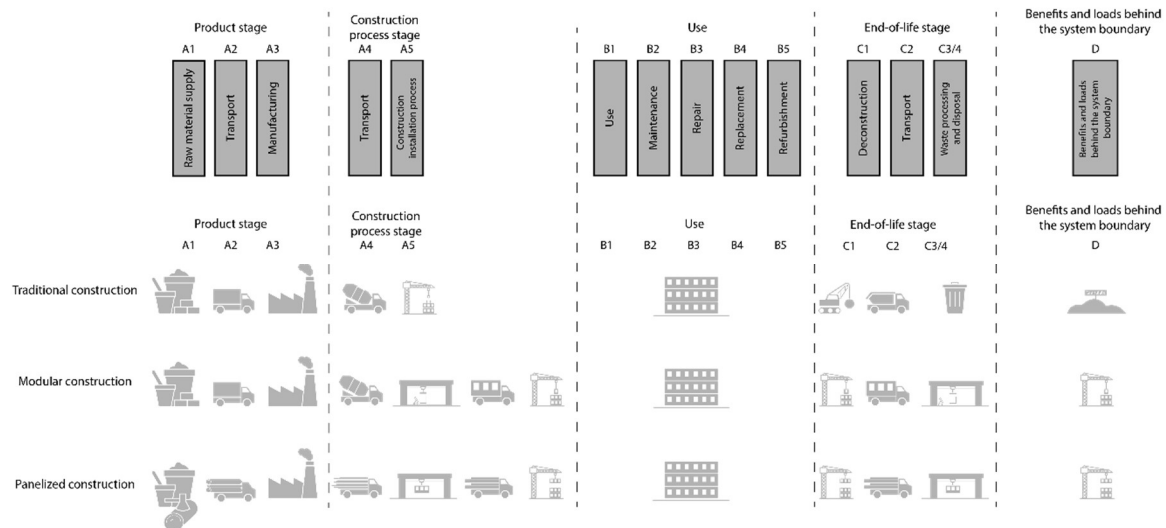 Product stage
Construction
process stage
Use
End-of-life stage
Benefits and loads behind
the system boundary
A1 A2 A3 A4 A5 B1 B2 B3 B4 B5 C1 C2 C3/4 D
Raw material supply
Transport
Manufacturing
Transport
Construction
installation process
Use
Maintenance
Repair
Replacement
Refurbishment
Deconstruction
Transport
Waste processing
and disposal
Benefits and loads
behind the system
boundary
Product stage
Construction
process stage
Use
End-of-life stage
Benefits and loads behind
the system boundary
A1 A2 A3 A4 A5 B1 B2 B3 B4 B5 C1 C2 C3/4 D
Traditional construction
Modular construction
Panelized construction